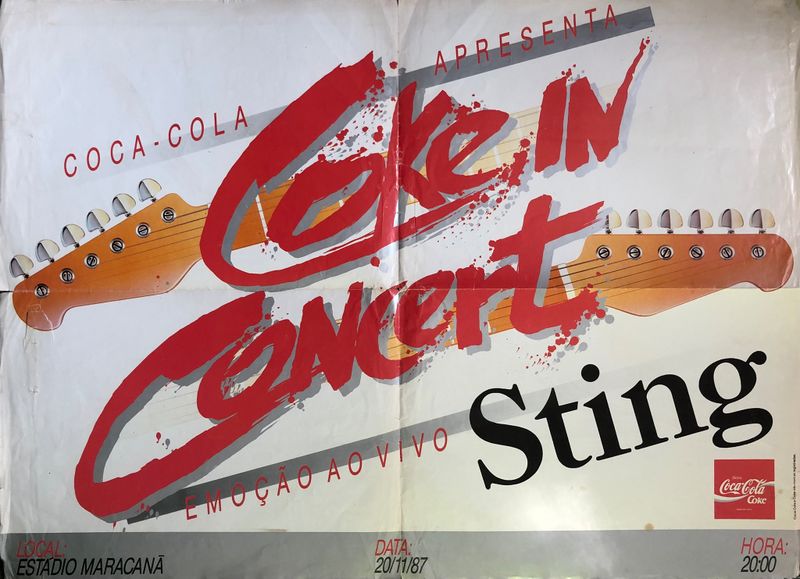 COCA-COLA APRESENTA
Coke IN
Concert
Sting
EMOÇÃO AO VIVO
Coca-Cola
Coke
LOCAL:
ESTÁDIO MARACANÃ
DATA:
20/11/87
HORA:
20:00